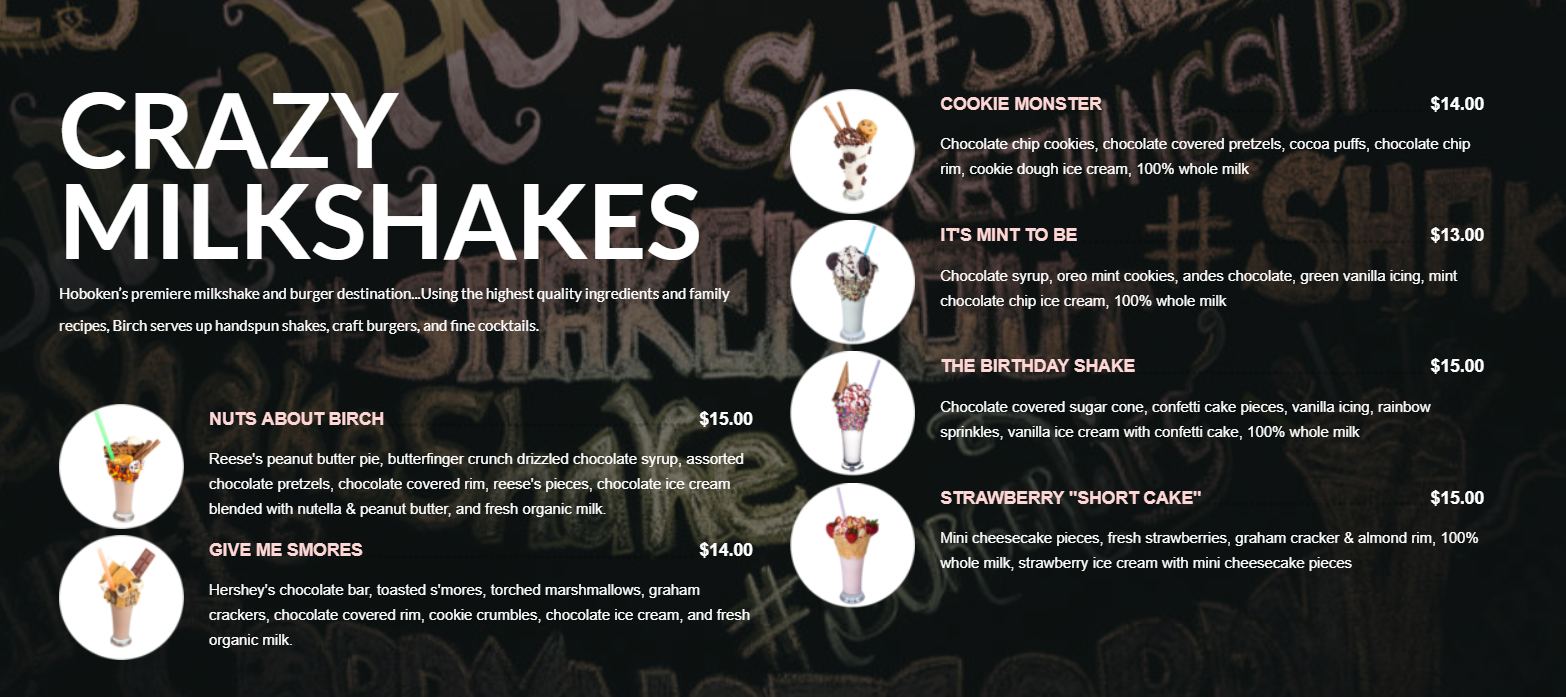 CRAZY
MILKSHAKES
Hoboken's premiere milkshake and burger destination...Using the highest quality ingredients and family
recipes, Birch serves up handspun shakes, craft burgers, and fine cocktails.
NUTS ABOUT BIRCH $15.00
Reese's peanut butter pie, butterfinger crunch drizzled chocolate syrup, assorted
chocolate pretzels, chocolate covered rim, reese's pieces, chocolate ice cream
blended with nutella & peanut butter, and fresh organic milk.
GIVE ME SMORES $14.00
Hershey's chocolate bar, toasted s'mores, torched marshmallows, graham
crackers, chocolate covered rim, cookie crumbles, chocolate ice cream, and fresh
organic milk.
COOKIE MONSTER $14.00
Chocolate chip cookies, chocolate covered pretzels, cocoa puffs, chocolate chip
rim, cookie dough ice cream, 100% whole milk
IT'S MINT TO BE $13.00
Chocolate syrup, oreo mint cookies, andes chocolate, green vanilla icing, mint
chocolate chip ice cream, 100% whole milk
THE BIRTHDAY SHAKE $15.00
Chocolate covered sugar cone, confetti cake pieces, vanilla icing, rainbow
sprinkles, vanilla ice cream with confetti cake, 100% whole milk
STRAWBERRY "SHORT CAKE" $15.00
Mini cheesecake pieces, fresh strawberries, graham cracker & almond rim, 100%
whole milk, strawberry ice cream with mini cheesecake pieces